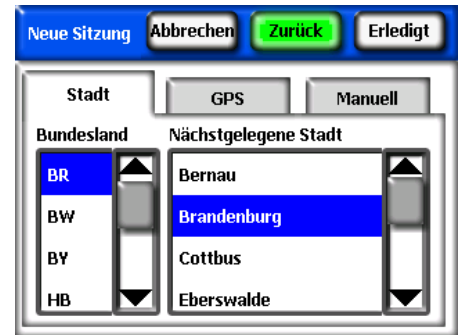 Neue Sitzung Abbrechen Zurück Erledigt
Stadt GPS Manuell
Bundesland Nächstgelegene Stadt
BR Bernau
BW Brandenburg
BY Cottbus
HB Eberswalde